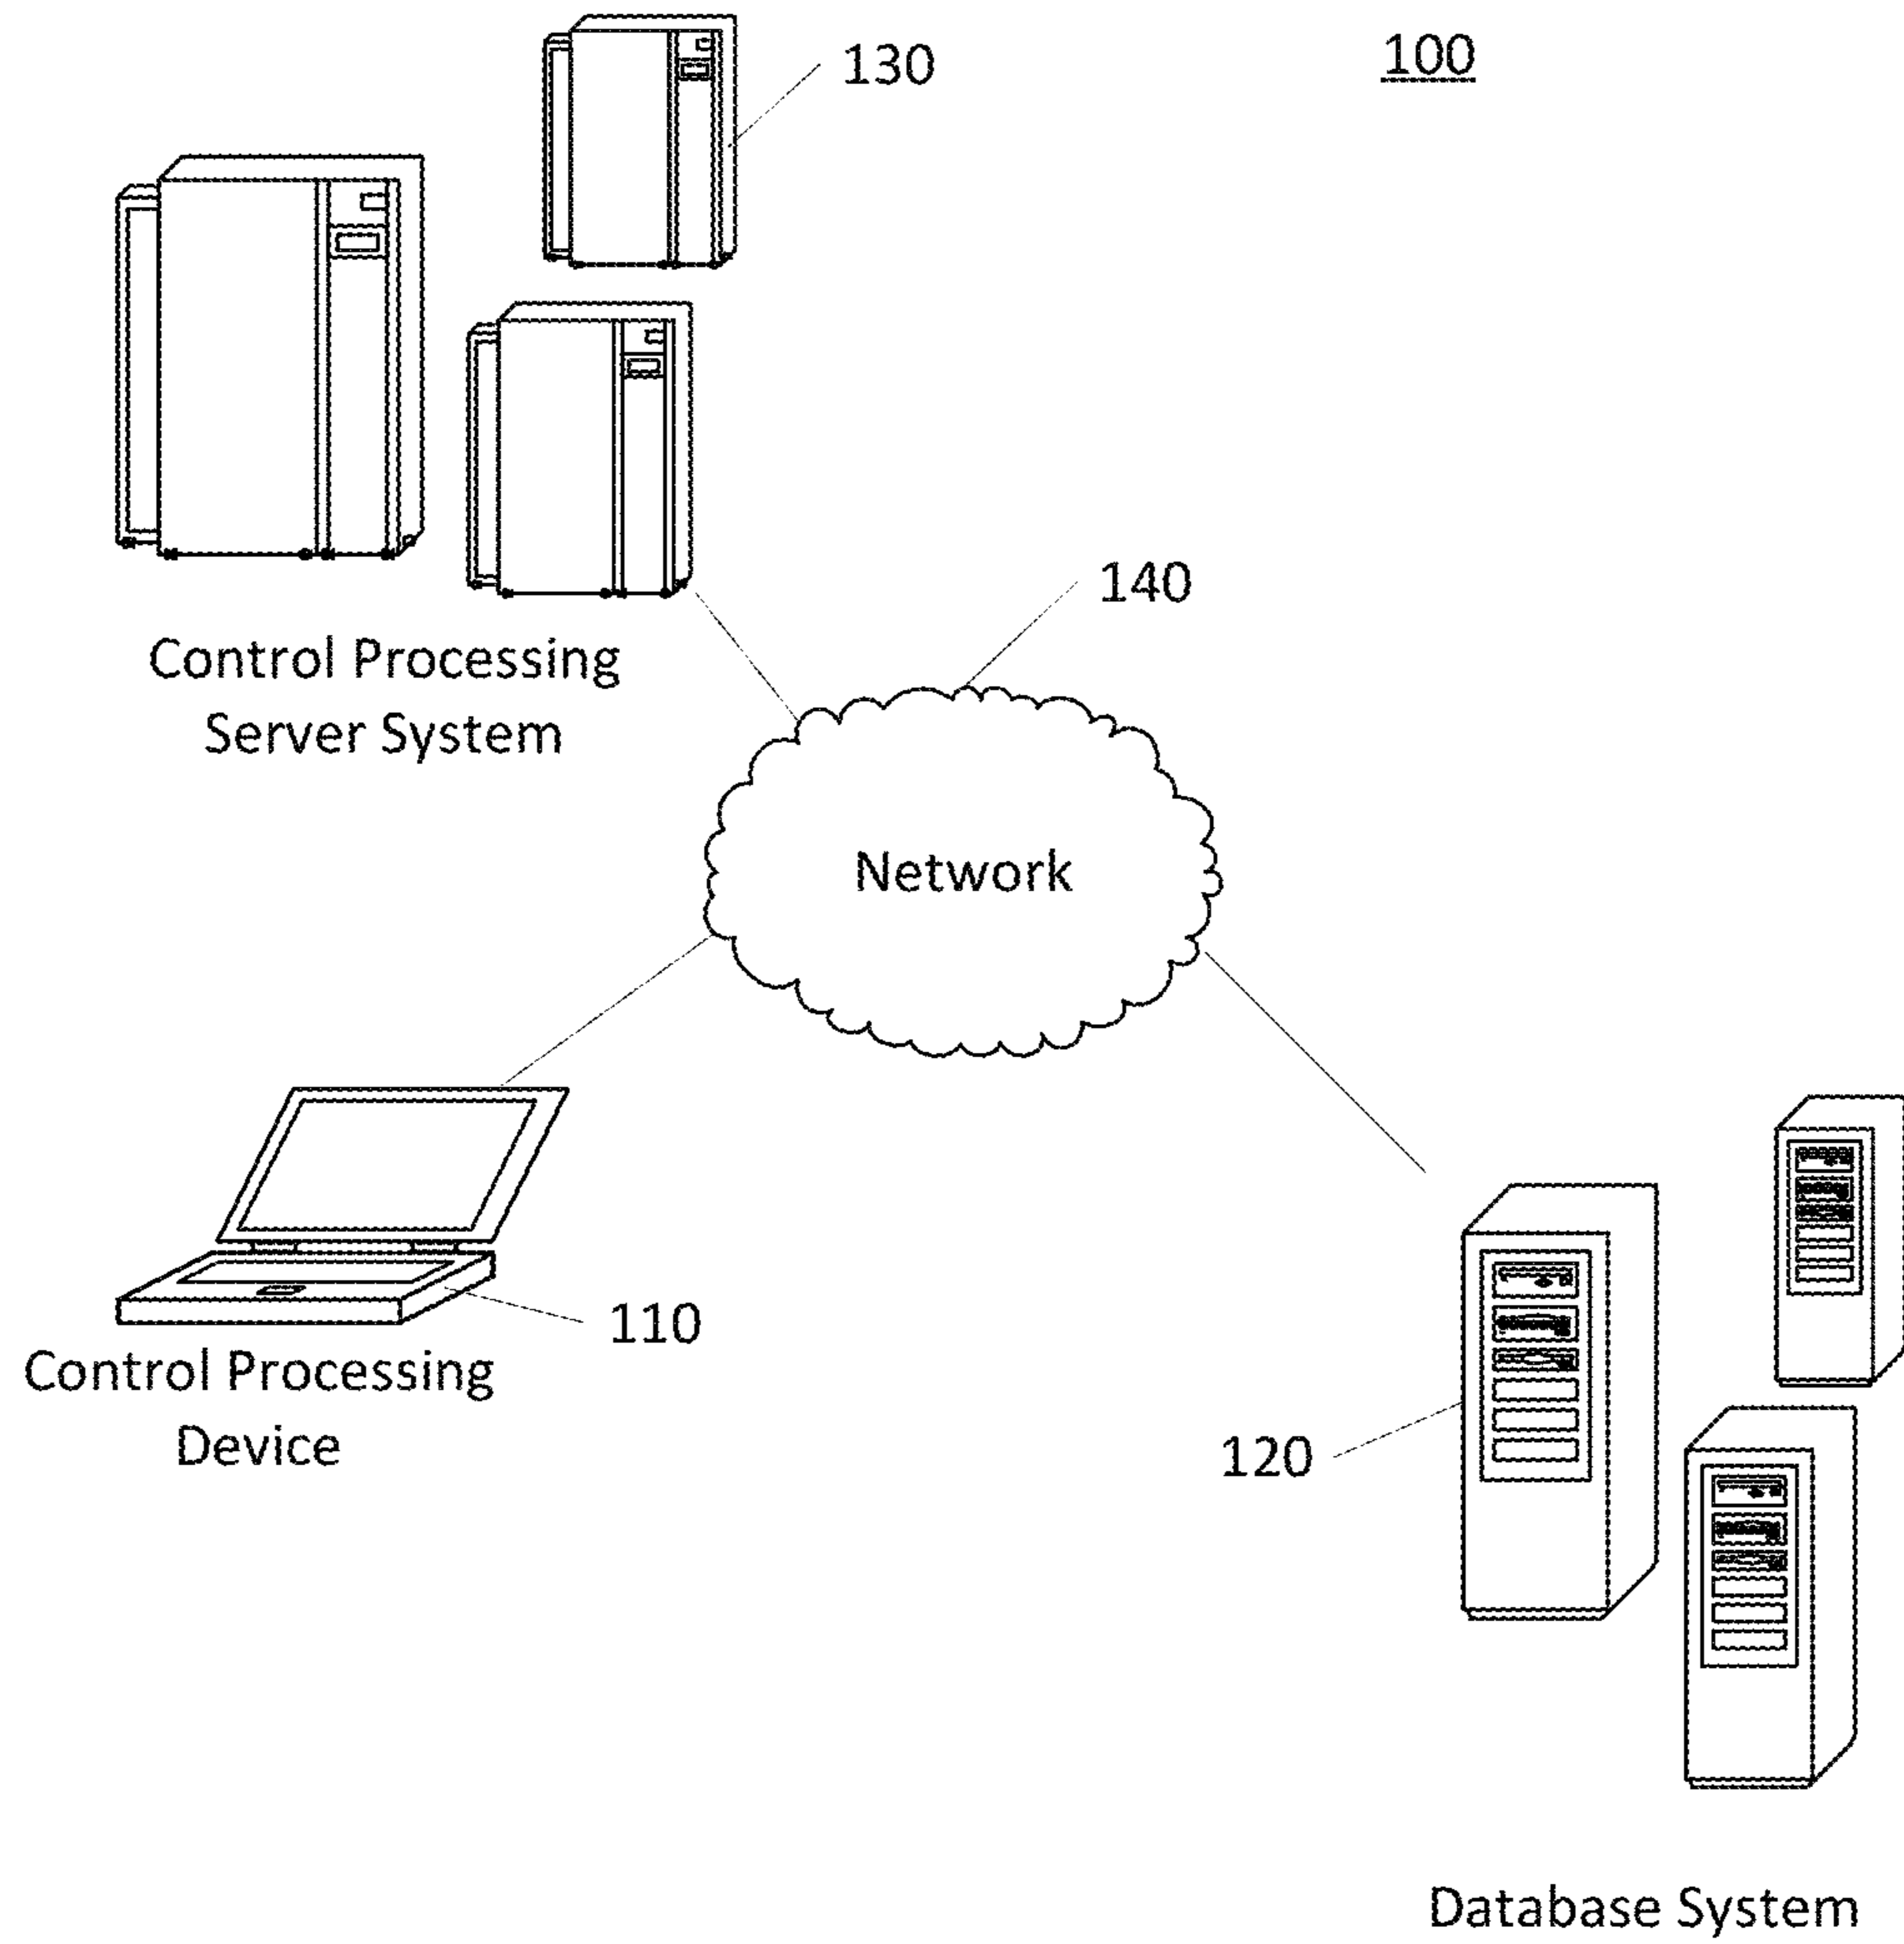 130
100
140
Control Processing
Server System
Network
110
Control Processing
Device
120
Database System